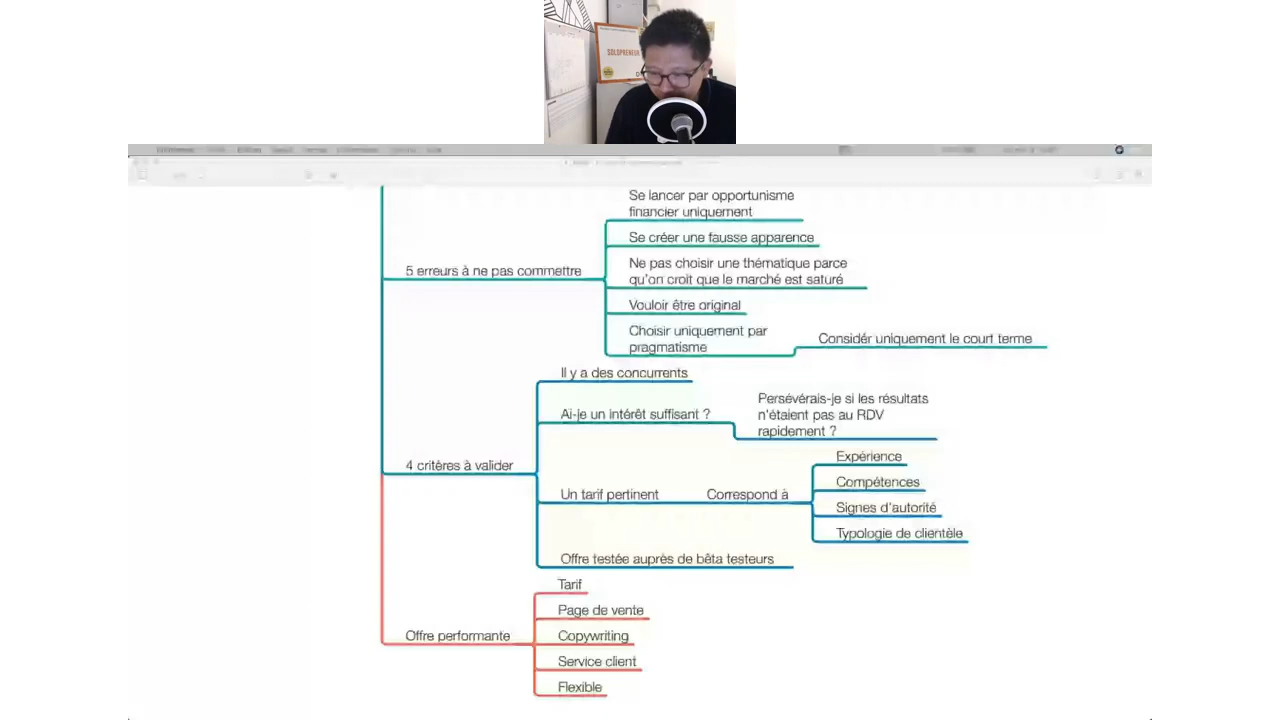 SOLOPRENEUR
Se lancer par opportunisme
financier uniquement
Se créer une fausse apparence
5 erreurs à ne pas commettre
Ne pas choisir une thématique parce
qu'on croit que le marché est saturé
Vouloir être original
Choisir uniquement par
pragmatisme
Considér uniquement le court terme
Il y a des concurrents
Ai-je un intérêt suffisant ?
Persévérais-je si les résultats
n'étaient pas au RDV
rapidement ?
4 critères à valider
Un tarif pertinent
Correspond à
Expérience
Compétences
Signes d'autorité
Typologie de clientèle
Offre testée auprès de bêta testeurs
Offre performante
Tarif
Page de vente
Copywriting
Service client
Flexible